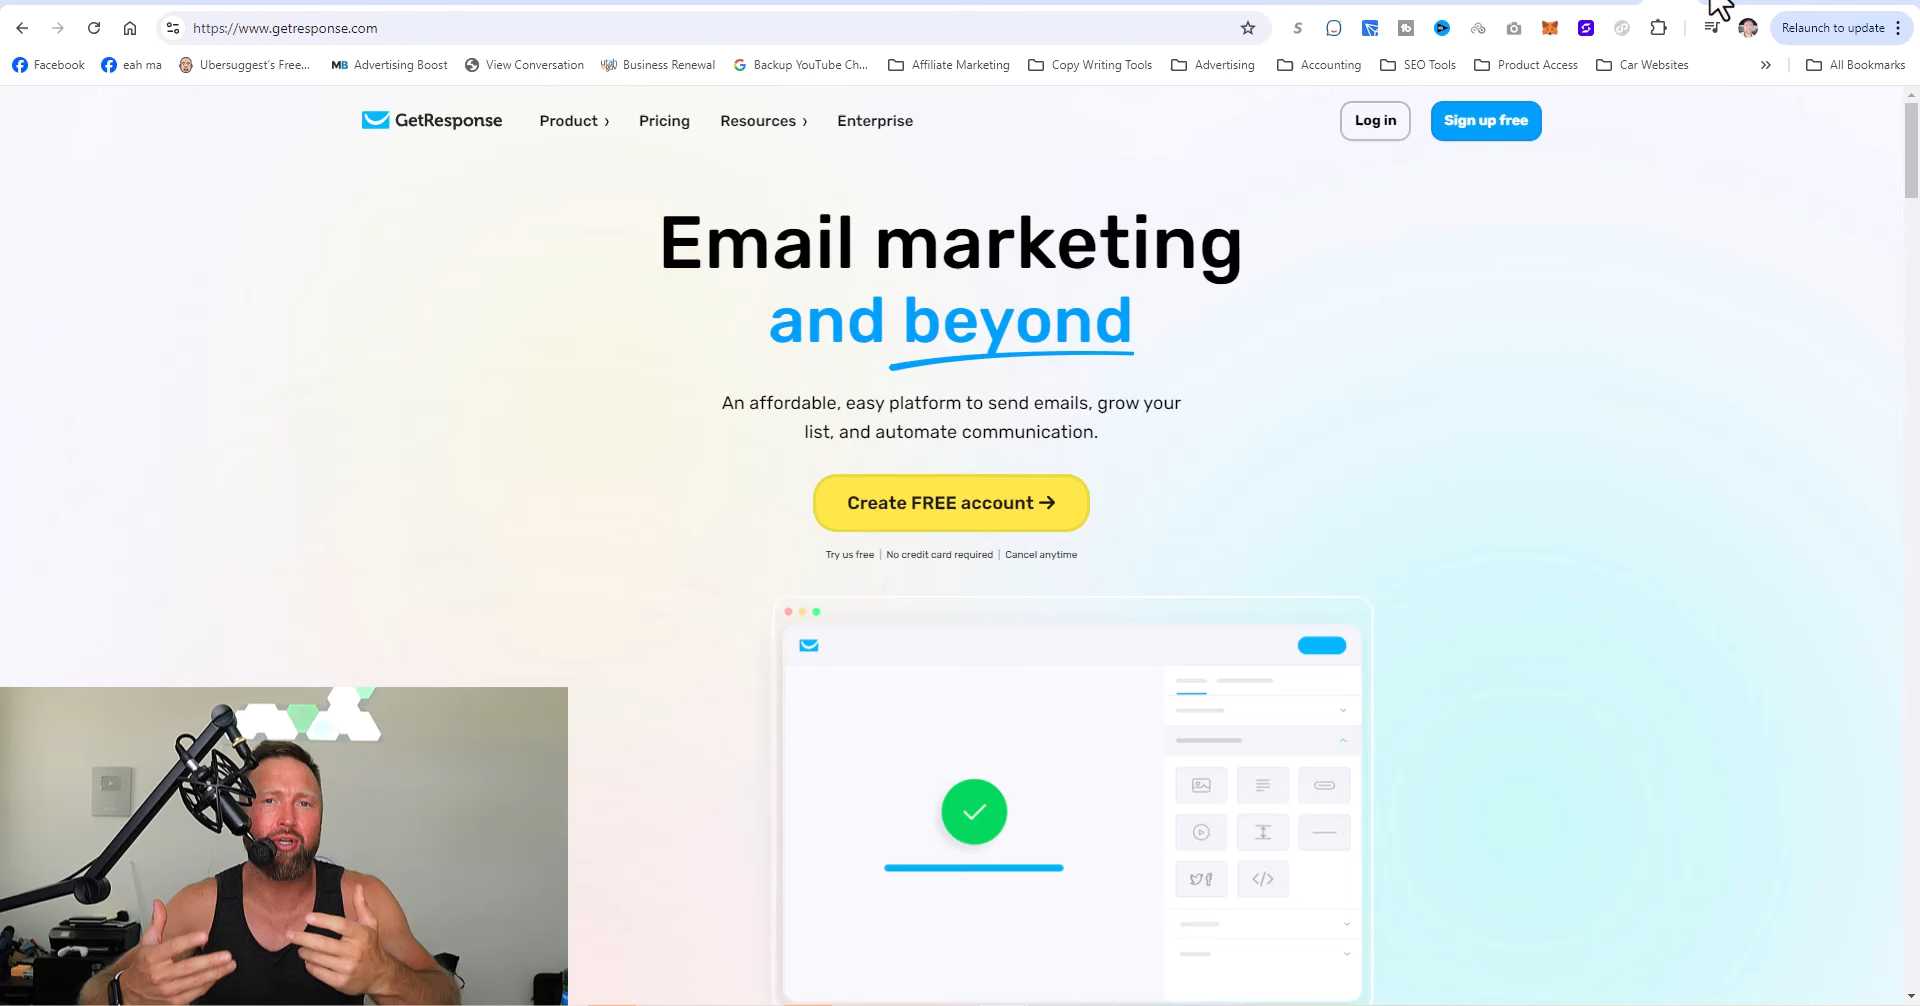 https://www.getresponse.com
Relaunch to update
Facebook
eah ma
Ubersuggest's Free...
MB Advertising Boost
View Conversation
Business Renewal
Backup YouTube Ch...
Affiliate Marketing
Copy Writing Tools
Advertising
Accounting
SEO Tools
Product Access
Car Websites
All Bookmarks
GetResponse
Product
Pricing
Resources
Enterprise
Log in
Sign up free
Email marketing
and beyond
An affordable, easy platform to send emails, grow your
list, and automate communication.
Create FREE account →
Try us free | No credit card required | Cancel anytime